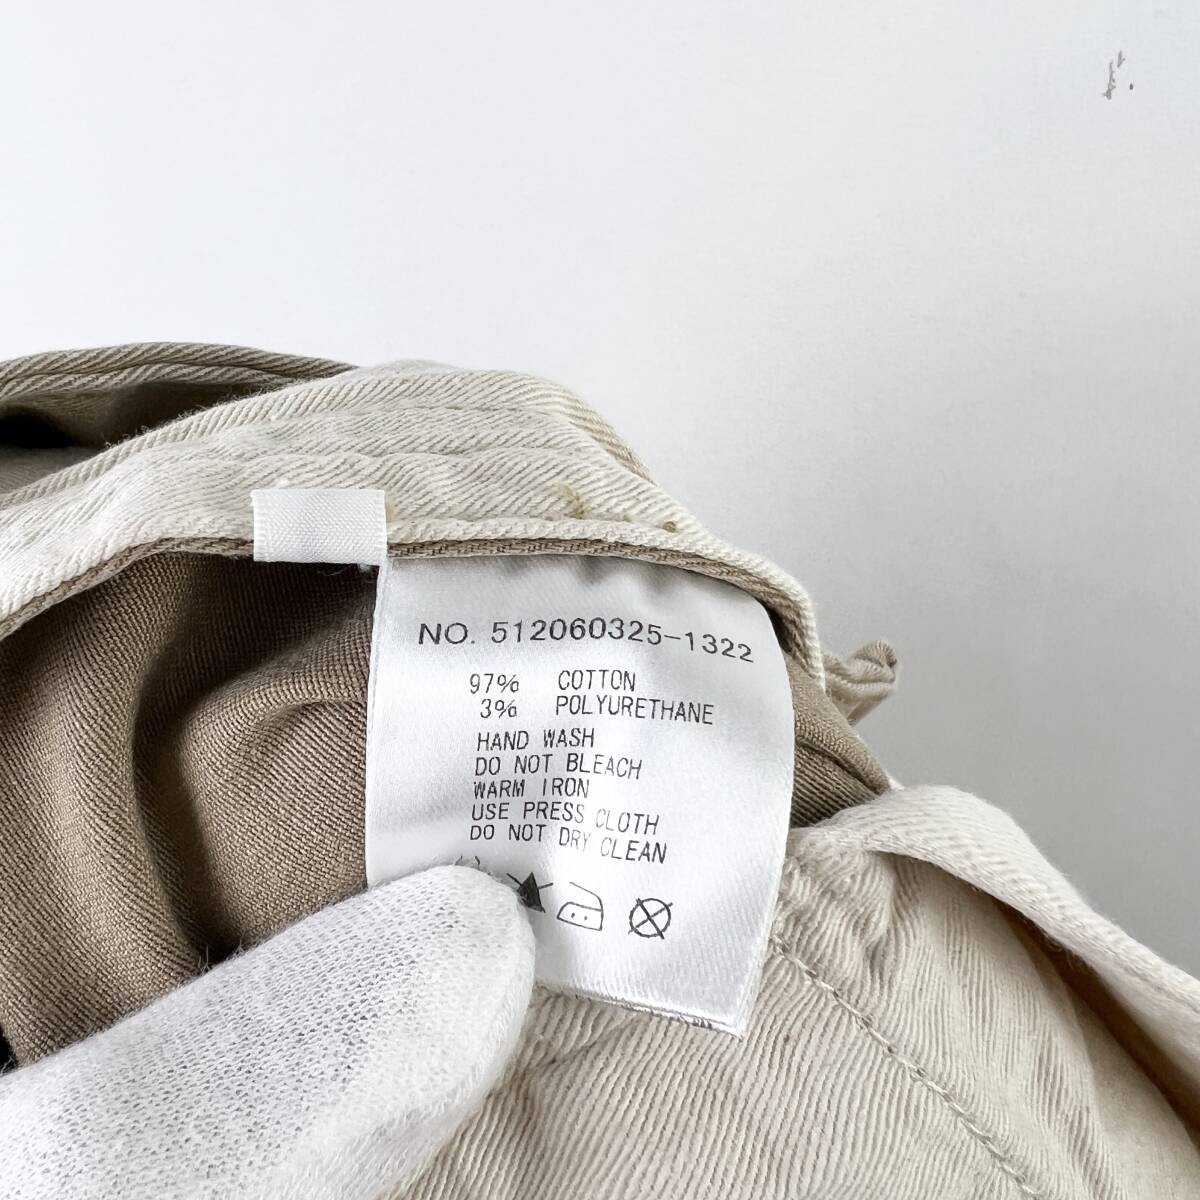 NO. 512060325-1322
97% COTTON
3% POLYURETHANE
HAND WASH
DO NOT BLEACH
WARM IRON
USE PRESS CLOTH
DO NOT DRY CLEAN